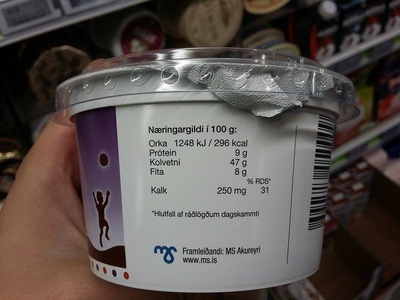 Næringargildi í 100 g:
Orka 1248 kJ / 296 kcal
Prótein 9 g
Kolvetni 47 g
Fita 8 g
% RDS*
Kalk 250 mg 31
*Hlutfall af ráðlögðum dagskammti
ms
Framleiðandi: MS Akureyri
www.ms.is